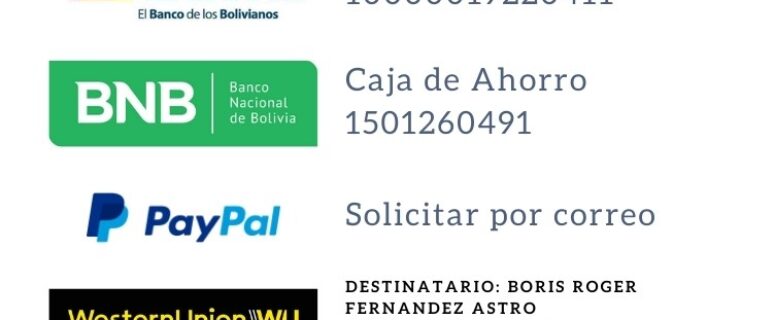 El Banco de los Bolivianos
BNB
Banco
Nacional
de Bolivia
Caja de Ahorro
1501260491
PayPal
Solicitar por correo
WesternUnion WU
DESTINATARIO: BORIS ROGER
FERNANDEZ ASTRO